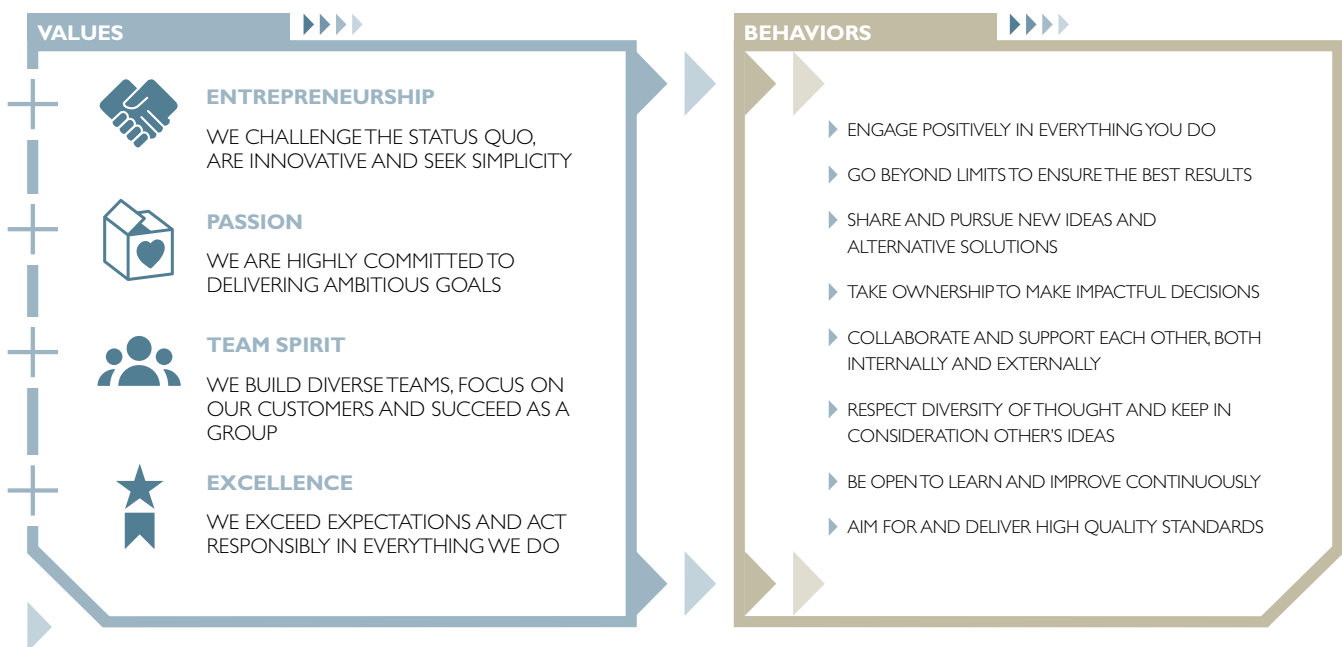 VALUES
ENTREPRENEURSHIP
WE CHALLENGE THE STATUS QUO,
ARE INNOVATIVE AND SEEK SIMPLICITY
PASSION
WE ARE HIGHLY COMMITTED TO
DELIVERING AMBITIOUS GOALS
TEAM SPIRIT
WE BUILD DIVERSE TEAMS, FOCUS ON
OUR CUSTOMERS AND SUCCEED AS A
GROUP
EXCELLENCE
WE EXCEED EXPECTATIONS AND ACT
RESPONSIBLY IN EVERYTHING WE DO
BEHAVIORS
ENGAGE POSITIVELY IN EVERYTHING YOU DO
GO BEYOND LIMITS TO ENSURE THE BEST RESULTS
SHARE AND PURSUE NEW IDEAS AND
ALTERNATIVE SOLUTIONS
TAKE OWNERSHIP TO MAKE IMPACTFUL DECISIONS
COLLABORATE AND SUPPORT EACH OTHER, BOTH
INTERNALLY AND EXTERNALLY
RESPECT DIVERSITY OF THOUGHT AND KEEP IN
CONSIDERATION OTHER'S IDEAS
BE OPEN TO LEARN AND IMPROVE CONTINUOUSLY
AIM FOR AND DELIVER HIGH QUALITY STANDARDS